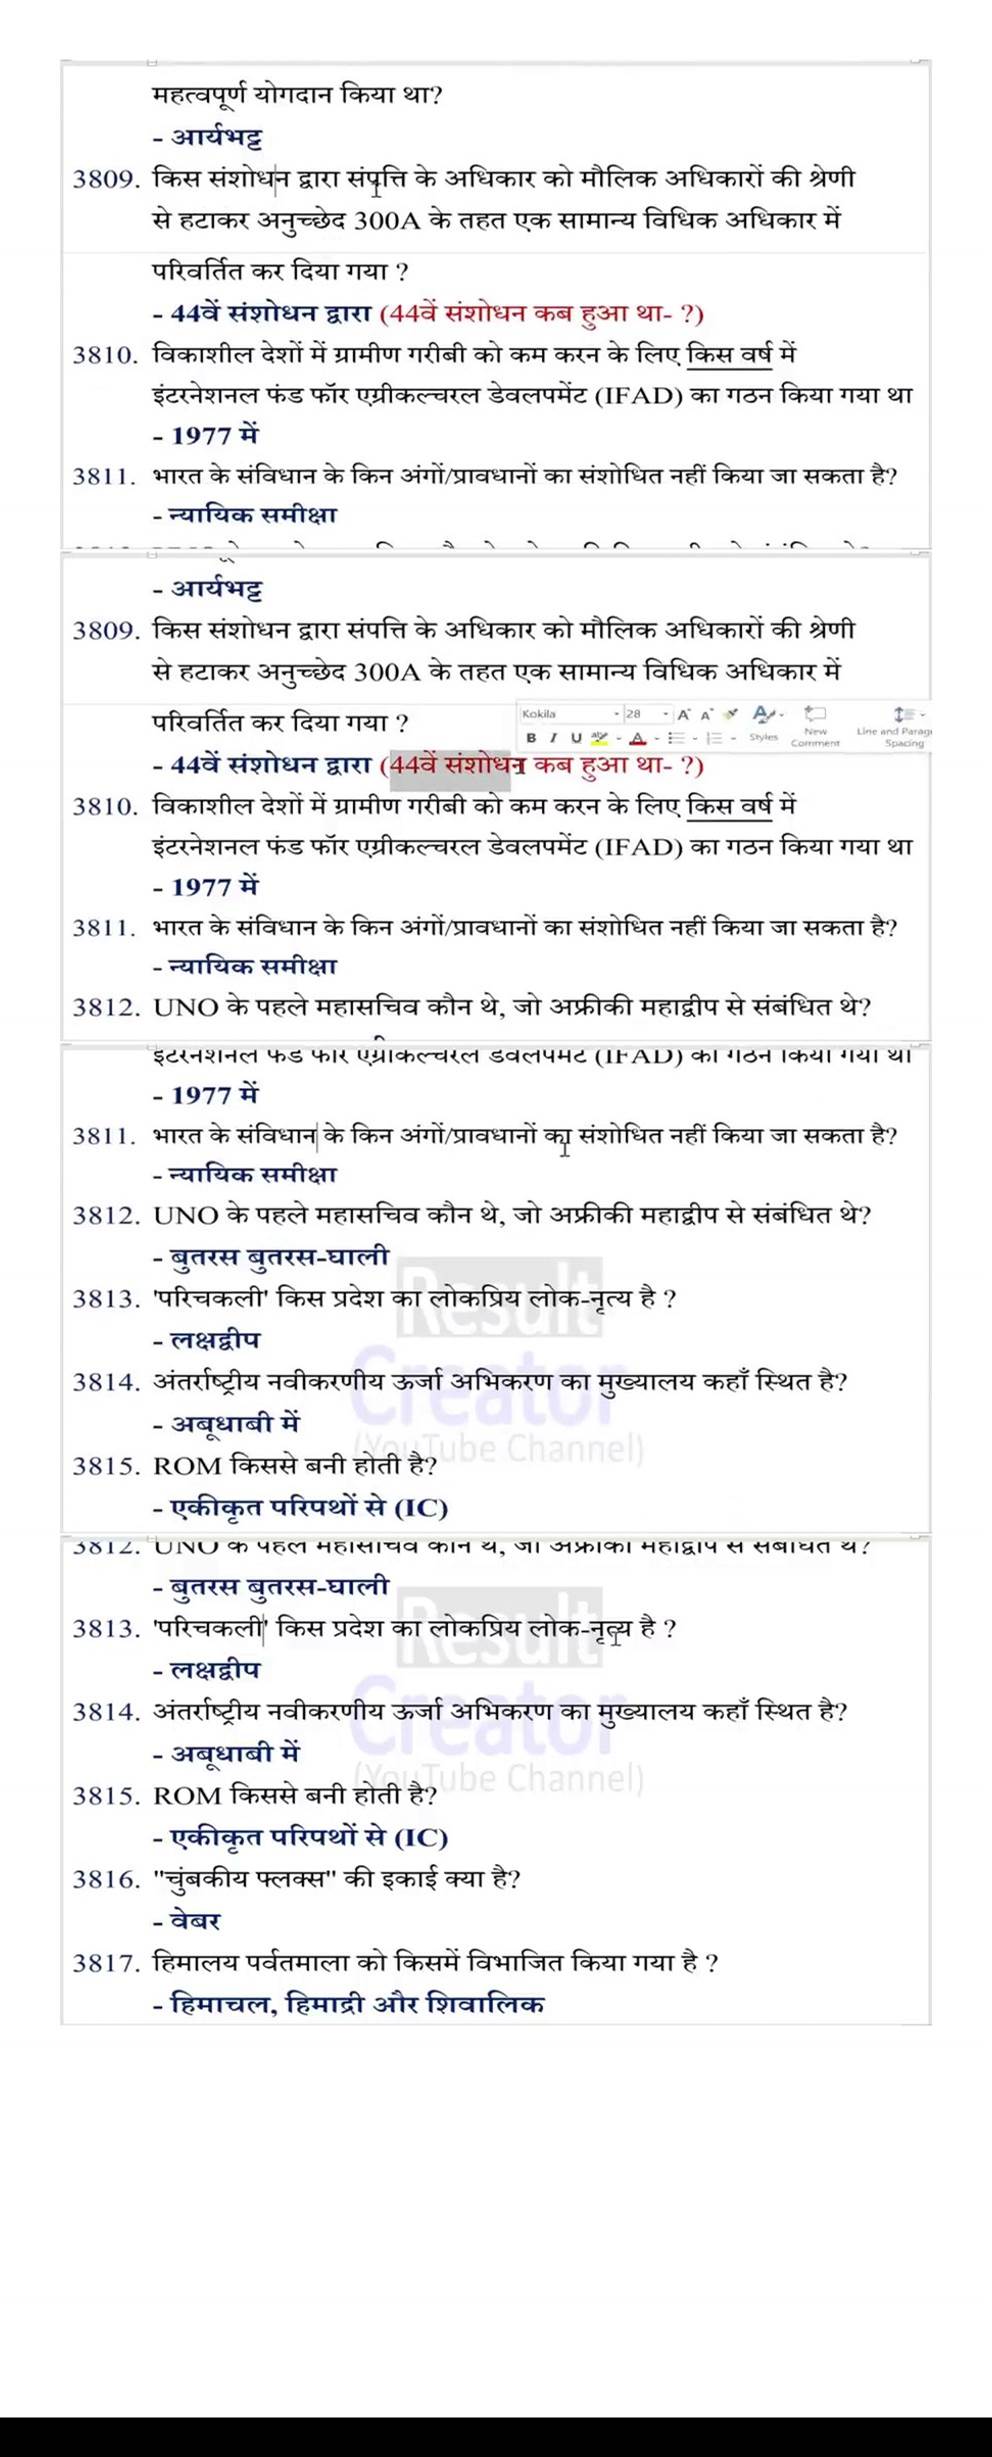 महत्वपूर्ण योगदान किया था?
- आर्यभट्ट
3809. किस संशोधन द्वारा संपत्ति के अधिकार को मौलिक अधिकारों की श्रेणी
से हटाकर अनुच्छेद 300A के तहत एक सामान्य विधिक अधिकार में
परिवर्तित कर दिया गया ?
- 44वें संशोधन द्वारा (44वें संशोधन कब हुआ था- ?)
3810. विकाशील देशों में ग्रामीण गरीबी को कम करन के लिए किस वर्ष में
इंटरनेशनल फंड फॉर एग्रीकल्चरल डेवलपमेंट (IFAD) का गठन किया गया था
- 1977 में
3811. भारत के संविधान के किन अंगों/प्रावधानों का संशोधित नहीं किया जा सकता है?
- न्यायिक समीक्षा
- आर्यभट्ट
3809. किस संशोधन द्वारा संपत्ति के अधिकार को मौलिक अधिकारों की श्रेणी
से हटाकर अनुच्छेद 300A के तहत एक सामान्य विधिक अधिकार में
परिवर्तित कर दिया गया ?
Kokila 28 A A
B I U A Styles New Comment Line and Parag Spacing
- 44वें संशोधन द्वारा (44वें संशोधन कब हुआ था- ?)
3810. विकाशील देशों में ग्रामीण गरीबी को कम करन के लिए किस वर्ष में
इंटरनेशनल फंड फॉर एग्रीकल्चरल डेवलपमेंट (IFAD) का गठन किया गया था
- 1977 में
3811. भारत के संविधान के किन अंगों/प्रावधानों का संशोधित नहीं किया जा सकता है?
- न्यायिक समीक्षा
3812. UNO के पहले महासचिव कौन थे, जो अफ्रीकी महाद्वीप से संबंधित थे?
इंटरनेशनल फंड फॉर एग्रीकल्चरल डेवलपमेंट (IFAD) का गठन किया गया था
- 1977 में
3811. भारत के संविधान के किन अंगों/प्रावधानों का संशोधित नहीं किया जा सकता है?
- न्यायिक समीक्षा
3812. UNO के पहले महासचिव कौन थे, जो अफ्रीकी महाद्वीप से संबंधित थे?
- बुतरस बुतरस-घाली
Result
3813. 'परिचकली' किस प्रदेश का लोकप्रिय लोक-नृत्य है ?
- लक्षद्वीप
Creator
3814. अंतर्राष्ट्रीय नवीकरणीय ऊर्जा अभिकरण का मुख्यालय कहाँ स्थित है?
- अबूधाबी में
(YouTube Channel)
3815. ROM किससे बनी होती है?
- एकीकृत परिपथों से (IC)
3812. UNO के पहले महासचिव कौन थे, जो अफ्रीकी महाद्वीप से संबंधित थे?
- बुतरस बुतरस-घाली
Result
3813. 'परिचकली' किस प्रदेश का लोकप्रिय लोक-नृत्य है ?
- लक्षद्वीप
Creator
3814. अंतर्राष्ट्रीय नवीकरणीय ऊर्जा अभिकरण का मुख्यालय कहाँ स्थित है?
- अबूधाबी में
(YouTube Channel)
3815. ROM किससे बनी होती है?
- एकीकृत परिपथों से (IC)
3816. "चुंबकीय फ्लक्स" की इकाई क्या है?
- वेबर
3817. हिमालय पर्वतमाला को किसमें विभाजित किया गया है ?
- हिमाचल, हिमाद्री और शिवालिक